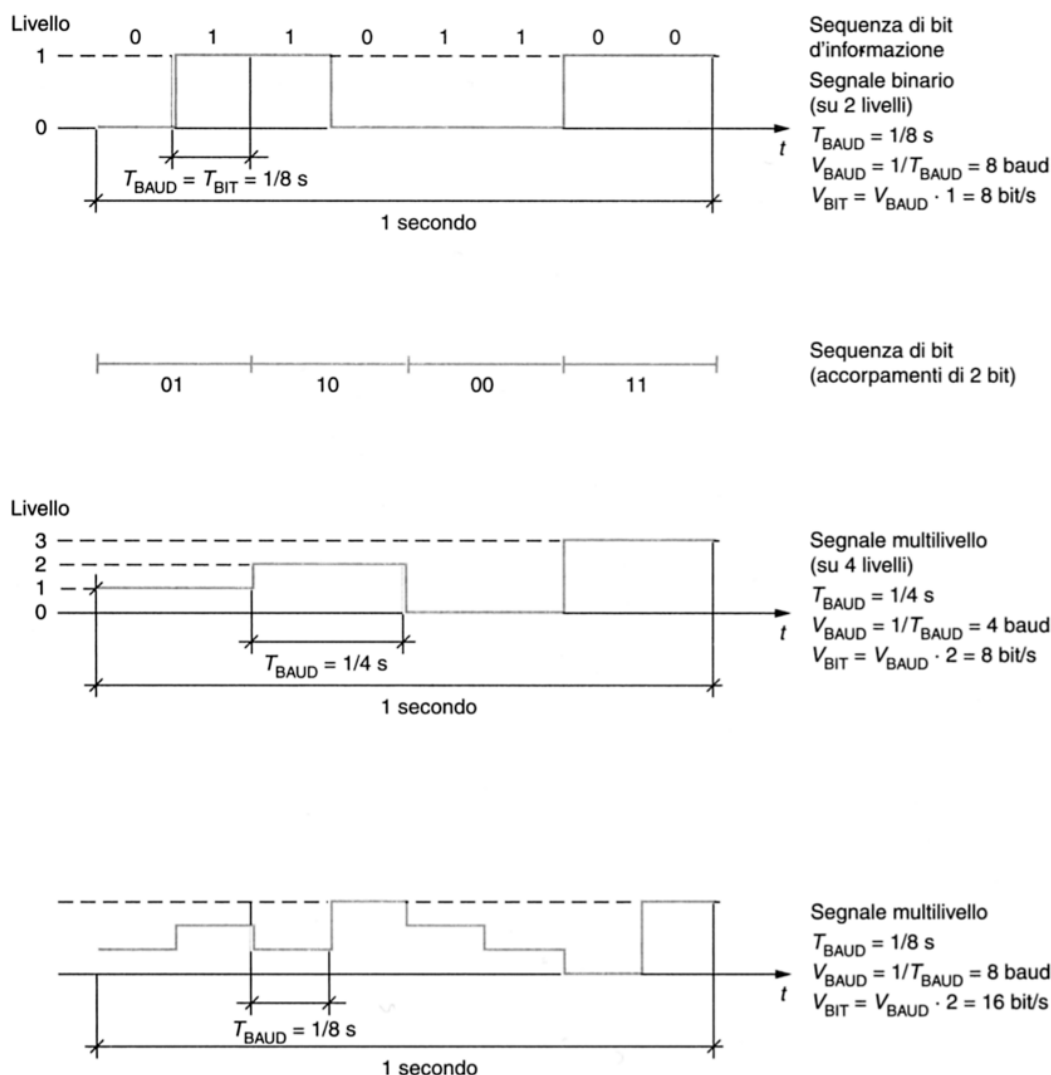 Livello
0 1 1 0 1 1 0 0
1
0
t
T_BAUD = T_BIT = 1/8 s
1 secondo
Sequenza di bit
d'informazione
Segnale binario
(su 2 livelli)
T_BAUD = 1/8 s
V_BAUD = 1/T_BAUD = 8 baud
V_BIT = V_BAUD · 1 = 8 bit/s
01 10 00 11
Sequenza di bit
(accorpamenti di 2 bit)
Livello
3
2
1
0
t
T_BAUD = 1/4 s
1 secondo
Segnale multilivello
(su 4 livelli)
T_BAUD = 1/4 s
V_BAUD = 1/T_BAUD = 4 baud
V_BIT = V_BAUD · 2 = 8 bit/s
t
T_BAUD = 1/8 s
1 secondo
Segnale multilivello
T_BAUD = 1/8 s
V_BAUD = 1/T_BAUD = 8 baud
V_BIT = V_BAUD · 2 = 16 bit/s